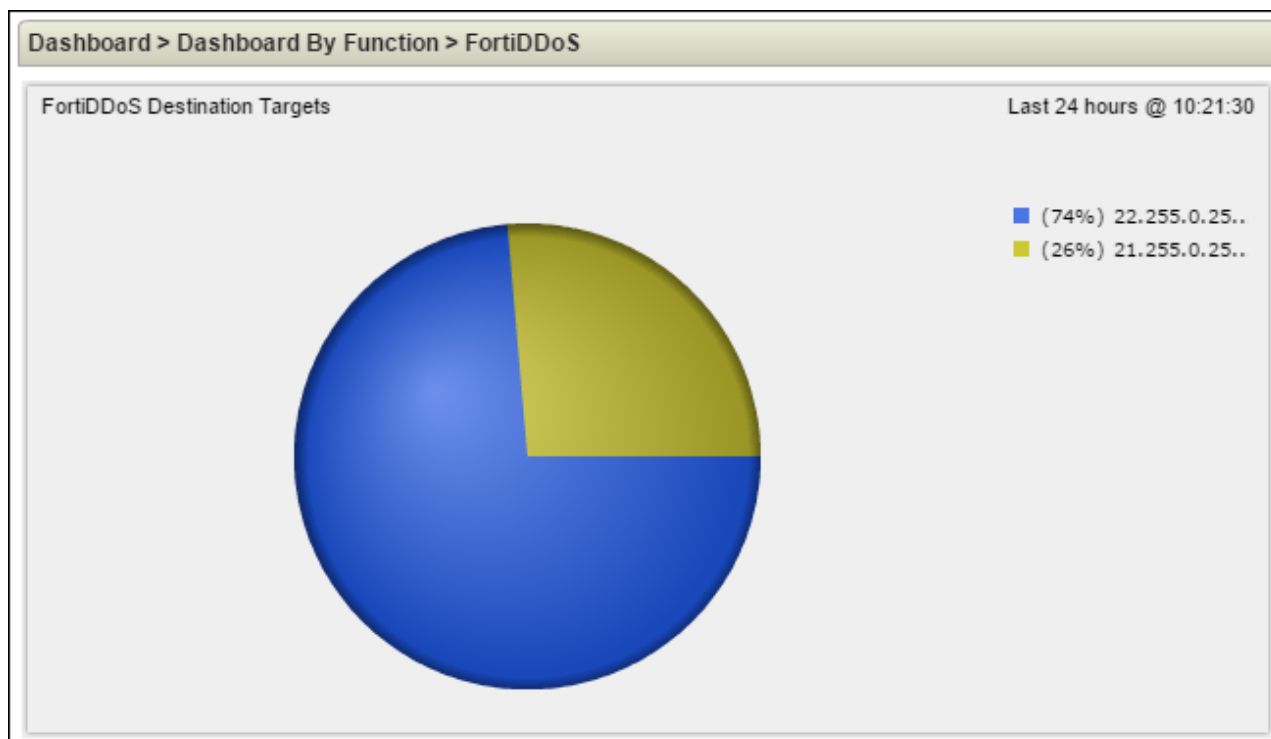 Dashboard > Dashboard By Function > FortiDDoS
FortiDDoS Destination Targets
Last 24 hours @ 10:21:30
(74%) 22.255.0.25..
(26%) 21.255.0.25..